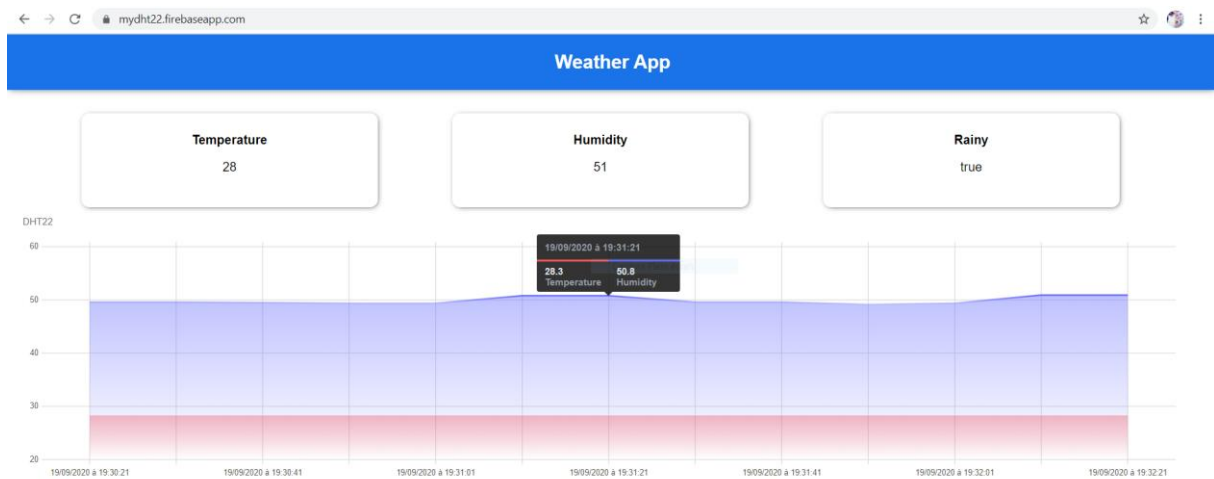 mydht22.firebaseapp.com
Weather App
Temperature
28
Humidity
51
Rainy
true
DHT22
19/09/2020 à 19:31:21
28.3 50.8
Temperature Humidity
60
50
40
30
20
19/09/2020 à 19:30:21 19/09/2020 à 19:30:41 19/09/2020 à 19:31:01 19/09/2020 à 19:31:21 19/09/2020 à 19:31:41 19/09/2020 à 19:32:01 19/09/2020 à 19:32:21